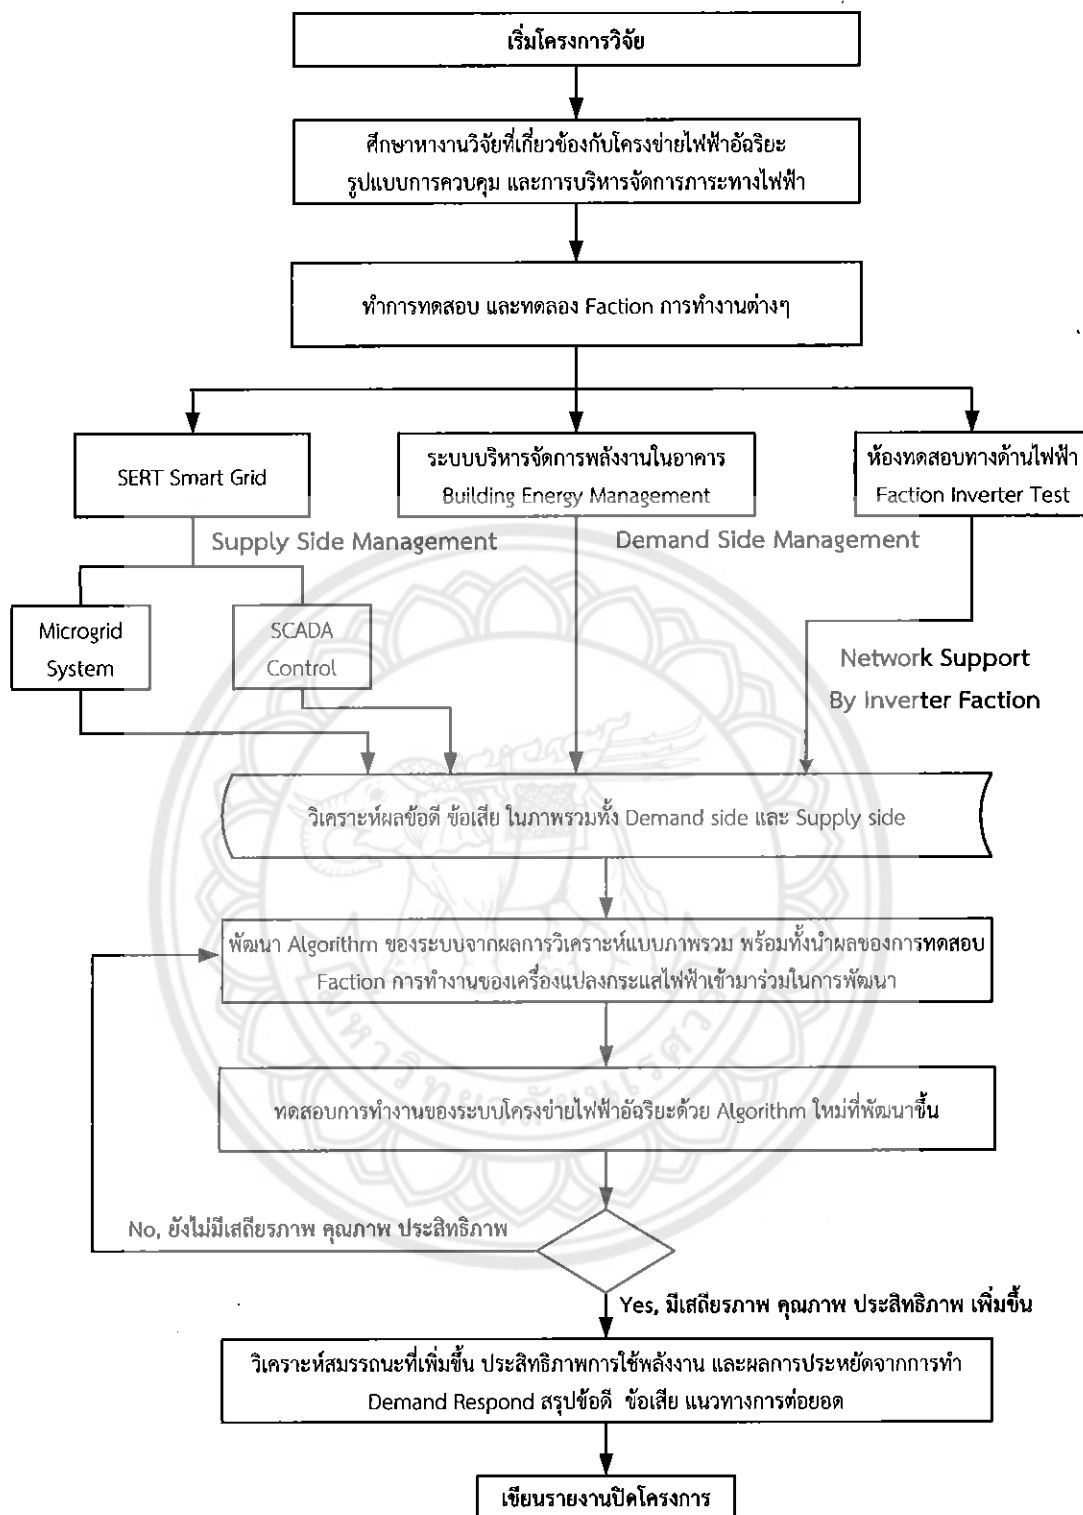 เริ่มโครงการวิจัย
ศึกษาหางานวิจัยที่เกี่ยวข้องกับโครงข่ายไฟฟ้าอัฉริยะ
รูปแบบการควบคุม และการบริหารจัดการภาระทางไฟฟ้า
ทำการทดสอบ และทดลอง Faction การทำงานต่างๆ
SERT Smart Grid
ระบบบริหารจัดการพลังงานในอาคาร
Building Energy Management
ห้องทดสอบทางด้านไฟฟ้า
Faction Inverter Test
Supply Side Management
Demand Side Management
Microgrid
System
SCADA
Control
Network Support
By Inverter Faction
วิเคราะห์ผลข้อดี ข้อเสีย ในภาพรวมทั้ง Demand side และ Supply side
พัฒนา Algorithm ของระบบจากผลการวิเคราะห์แบบภาพรวม พร้อมทั้งนำผลของการทดสอบ
Faction การทำงานของเครื่องแปลงกระแสไฟฟ้าเข้ามาร่วมในการพัฒนา
มหาวิทยาลัยนเรศวร
ทดสอบการทำงานของระบบโครงข่ายไฟฟ้าอัฉริยะด้วย Algorithm ใหม่ที่พัฒนาขึ้น
No, ยังไม่มีเสถียรภาพ คุณภาพ ประสิทธิภาพ
Yes, มีเสถียรภาพ คุณภาพ ประสิทธิภาพ เพิ่มขึ้น
วิเคราะห์สมรรถนะที่เพิ่มขึ้น ประสิทธิภาพการใช้พลังงาน และผลการประหยัดจากการทำ
Demand Respond สรุปข้อดี ข้อเสีย แนวทางการต่อยอด
เขียนรายงานปิดโครงการ